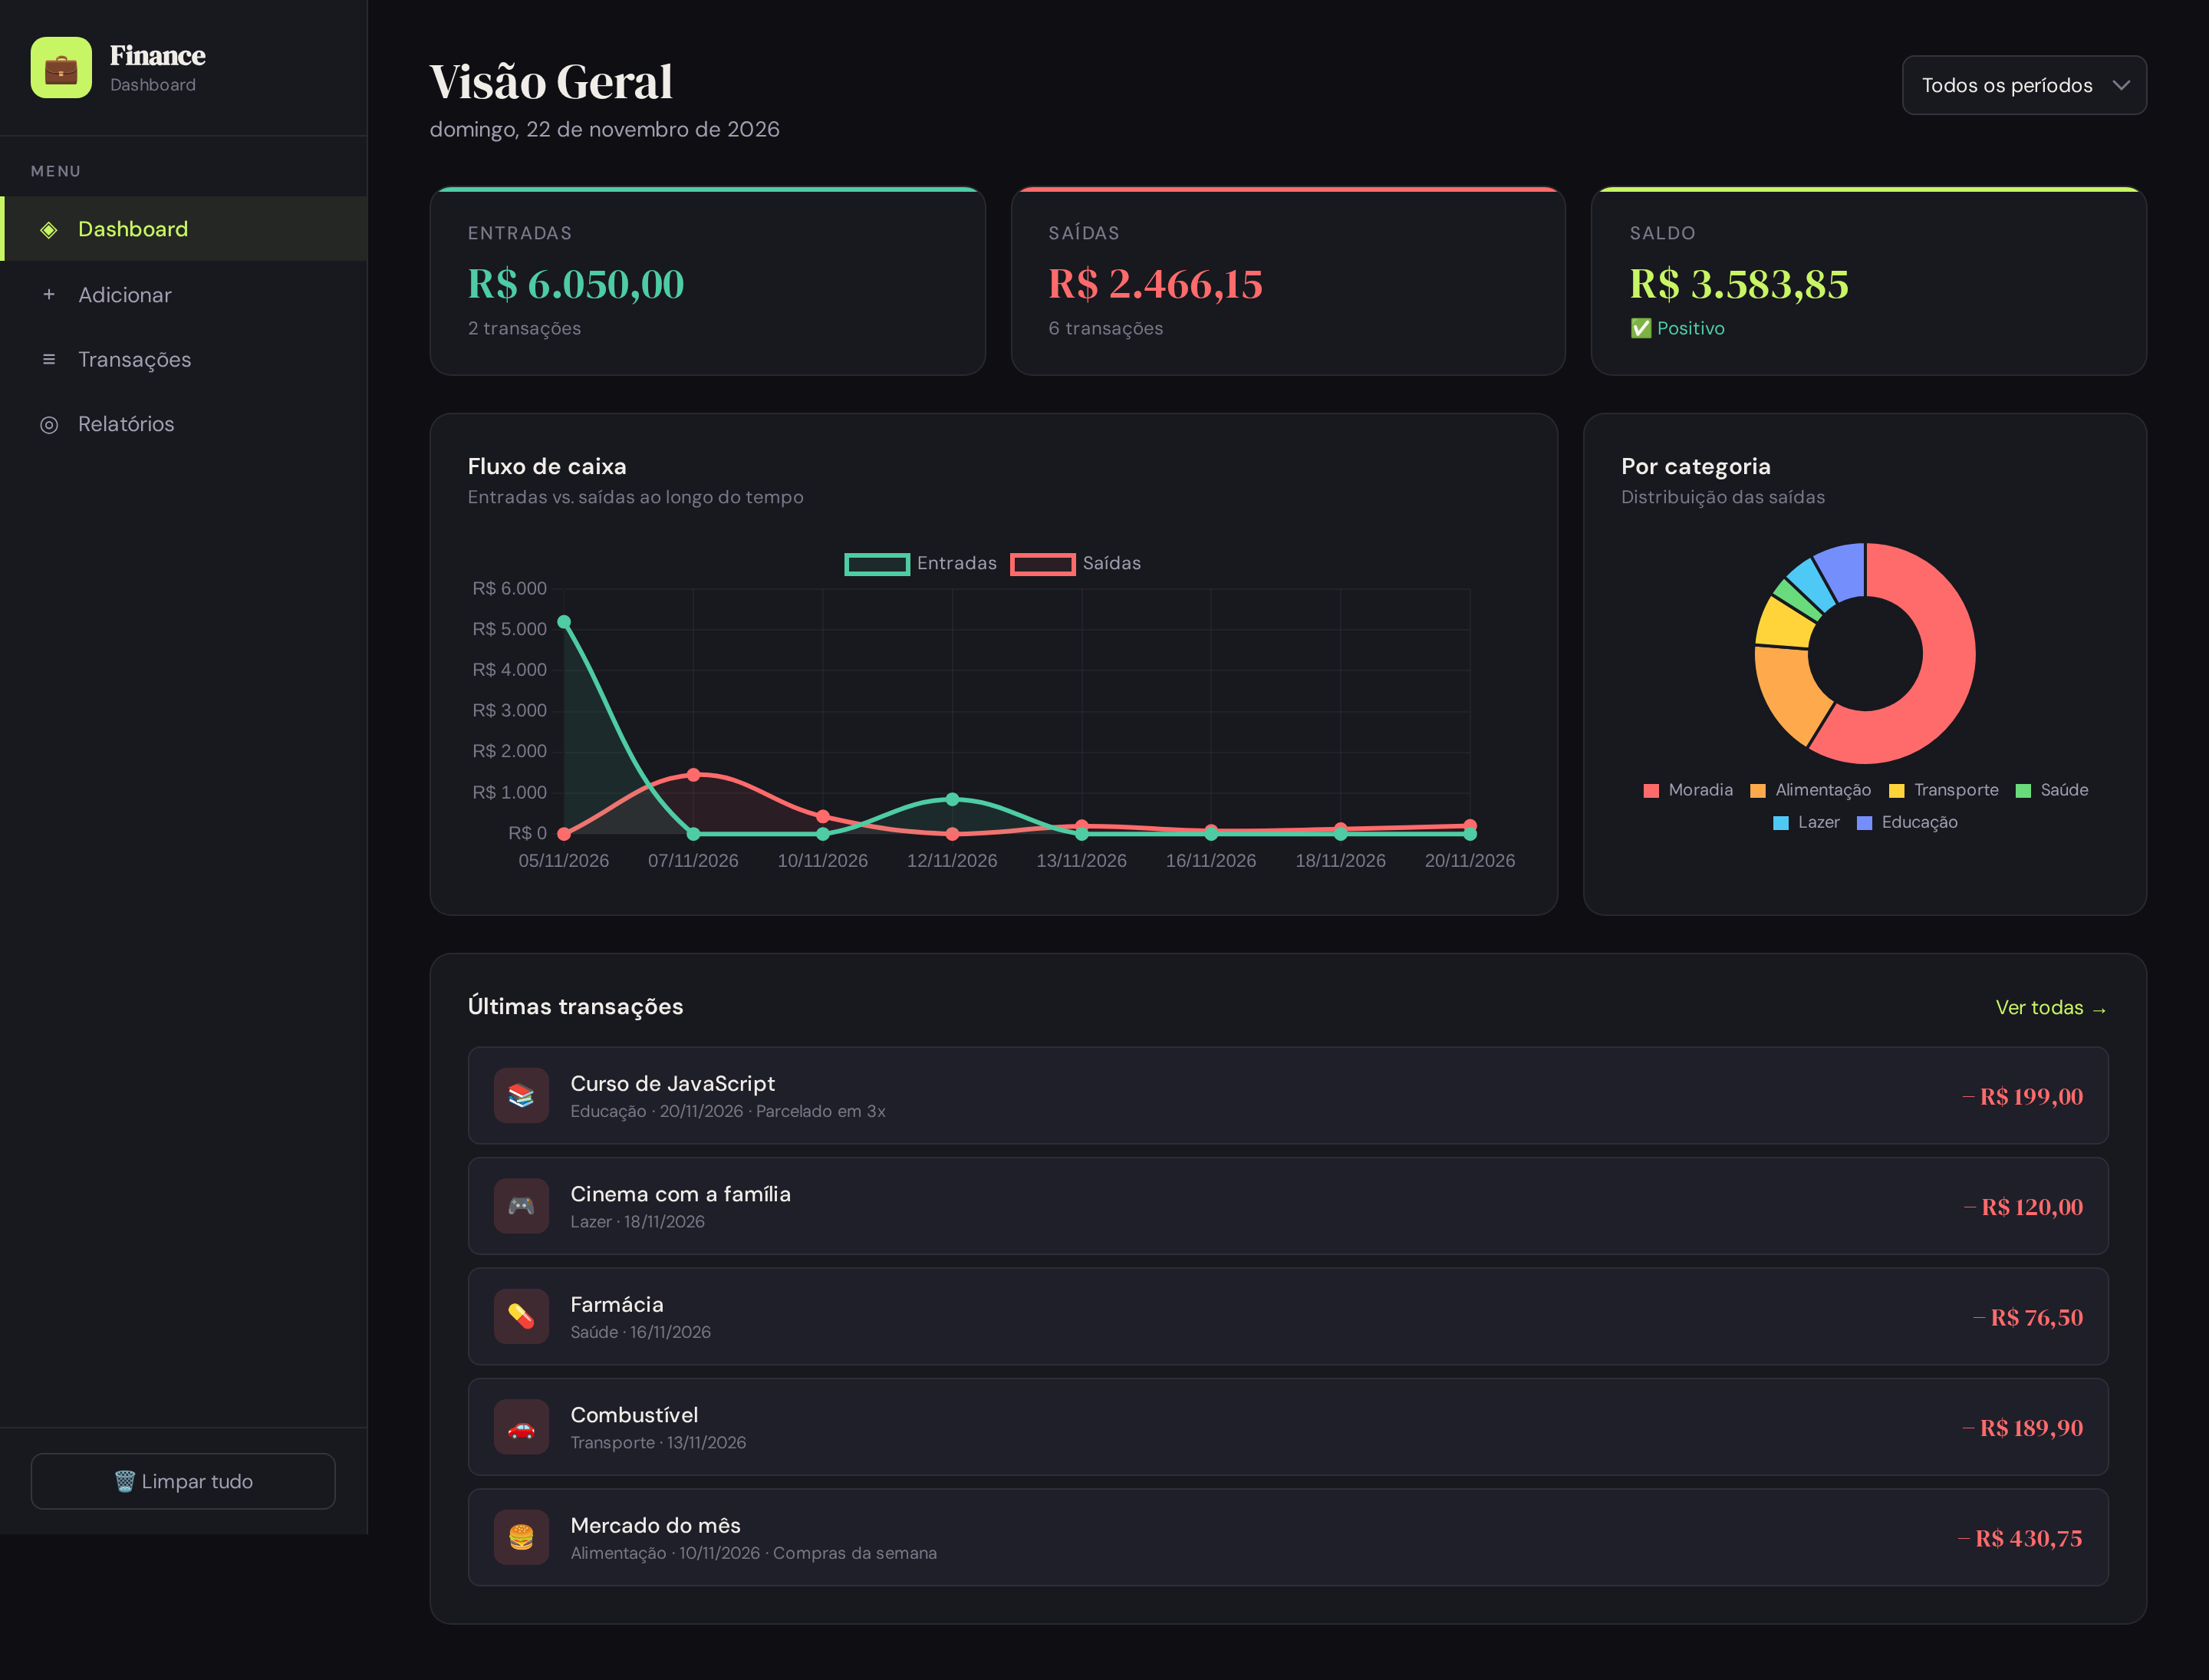 Finance
Dashboard
MENU
◈ Dashboard
+ Adicionar
≡ Transações
◎ Relatórios
🗑️ Limpar tudo
Visão Geral
domingo, 22 de novembro de 2026
Todos os períodos
ENTRADAS
R$ 6.050,00
2 transações
SAÍDAS
R$ 2.466,15
6 transações
SALDO
R$ 3.583,85
✅ Positivo
Fluxo de caixa
Entradas vs. saídas ao longo do tempo
Entradas Saídas
R$ 6.000
R$ 5.000
R$ 4.000
R$ 3.000
R$ 2.000
R$ 1.000
R$ 0
05/11/2026 07/11/2026 10/11/2026 12/11/2026 13/11/2026 16/11/2026 18/11/2026 20/11/2026
Por categoria
Distribuição das saídas
Moradia Alimentação Transporte Saúde
Lazer Educação
Últimas transações
Ver todas →
Curso de JavaScript
Educação · 20/11/2026 · Parcelado em 3x
− R$ 199,00
Cinema com a família
Lazer · 18/11/2026
− R$ 120,00
Farmácia
Saúde · 16/11/2026
− R$ 76,50
Combustível
Transporte · 13/11/2026
− R$ 189,90
Mercado do mês
Alimentação · 10/11/2026 · Compras da semana
− R$ 430,75